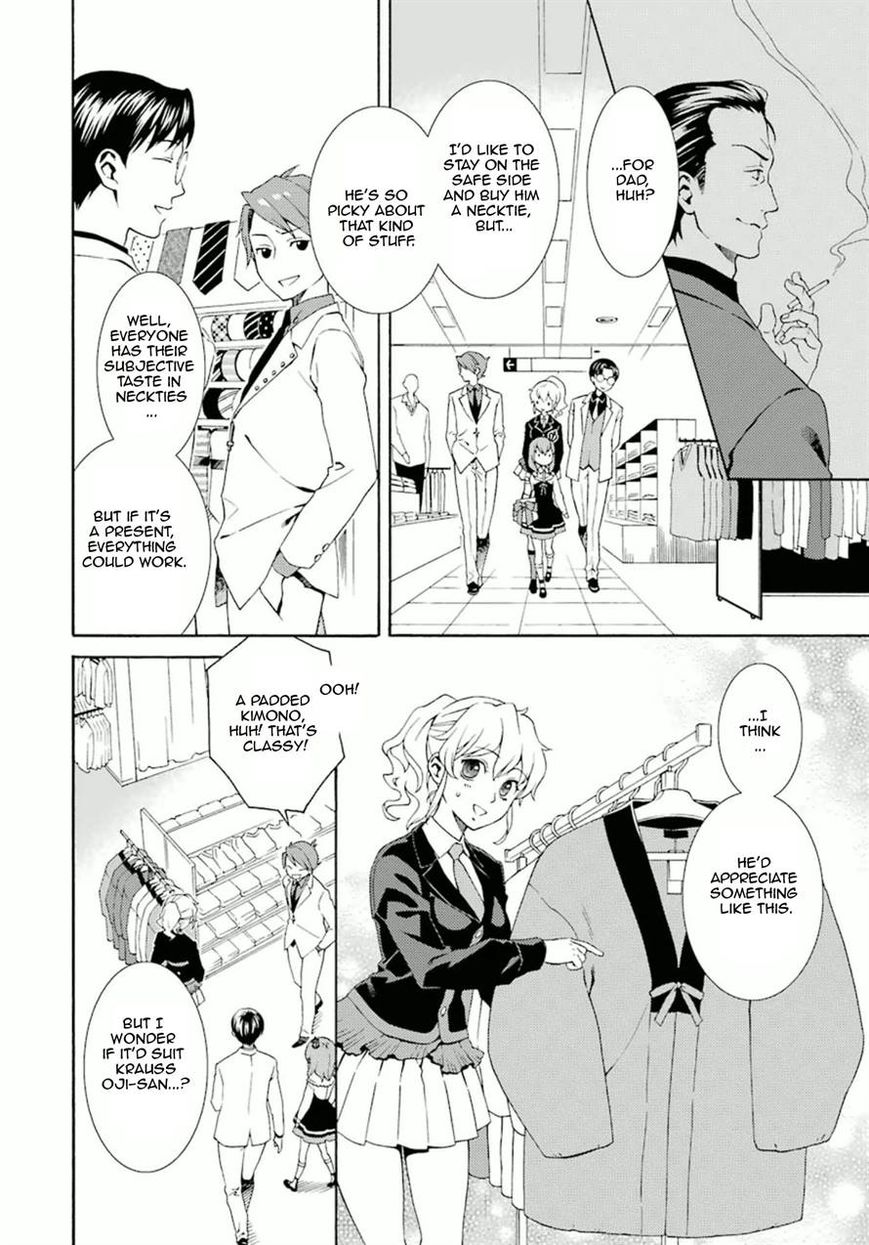 ...FOR
DAD,
HUH?
I'D LIKE TO
STAY ON THE
SAFE SIDE
AND BUY HIM
A NECKTIE,
BUT...
HE'S SO
PICKY ABOUT
THAT KIND
OF STUFF.
WELL,
EVERYONE
HAS THEIR
SUBJECTIVE
TASTE IN
NECKTIES
...
BUT IF IT'S
A PRESENT,
EVERYTHING
COULD WORK.
...I
THINK
...
HE'D
APPRECIATE
SOMETHING
LIKE THIS.
OOH!
A PADDED
KIMONO,
HUH! THAT'S
CLASSY!
BUT I
WONDER
IF IT'D SUIT
KRAUSS
OJI-SAN...?